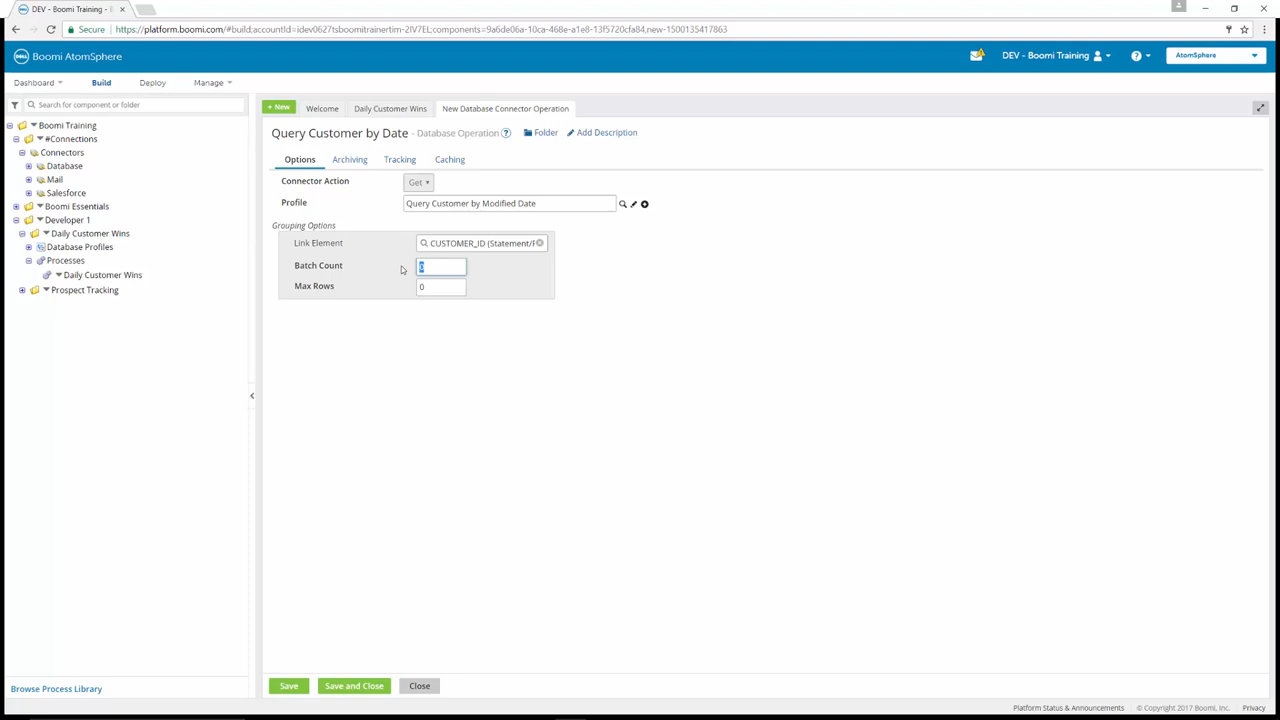 DEV - Boomi Training - B
Secure
https://platform.boomi.com/#build;accountId=idev0627tsboomitrainertim-2IV7EL;components=9a6de06a-10ca-468e-a1e8-13f5720cfa84,new-1500135417863
DELL Boomi AtomSphere
DEV - Boomi Training
AtomSphere
Dashboard
Build
Deploy
Manage
Search for component or folder
Boomi Training
#Connections
Connectors
Database
Mail
Salesforce
Boomi Essentials
Developer 1
Daily Customer Wins
Database Profiles
Processes
Daily Customer Wins
Prospect Tracking
Browse Process Library
+ New
Welcome
Daily Customer Wins
New Database Connector Operation
Query Customer by Date - Database Operation ?
Folder
Add Description
Options
Archiving
Tracking
Caching
Connector Action
Get
Profile
Query Customer by Modified Date
Grouping Options
Link Element
CUSTOMER_ID (Statement/F
Batch Count
0
Max Rows
0
Save
Save and Close
Close
Platform Status & Announcements
© Copyright 2017 Boomi, Inc.
Privacy